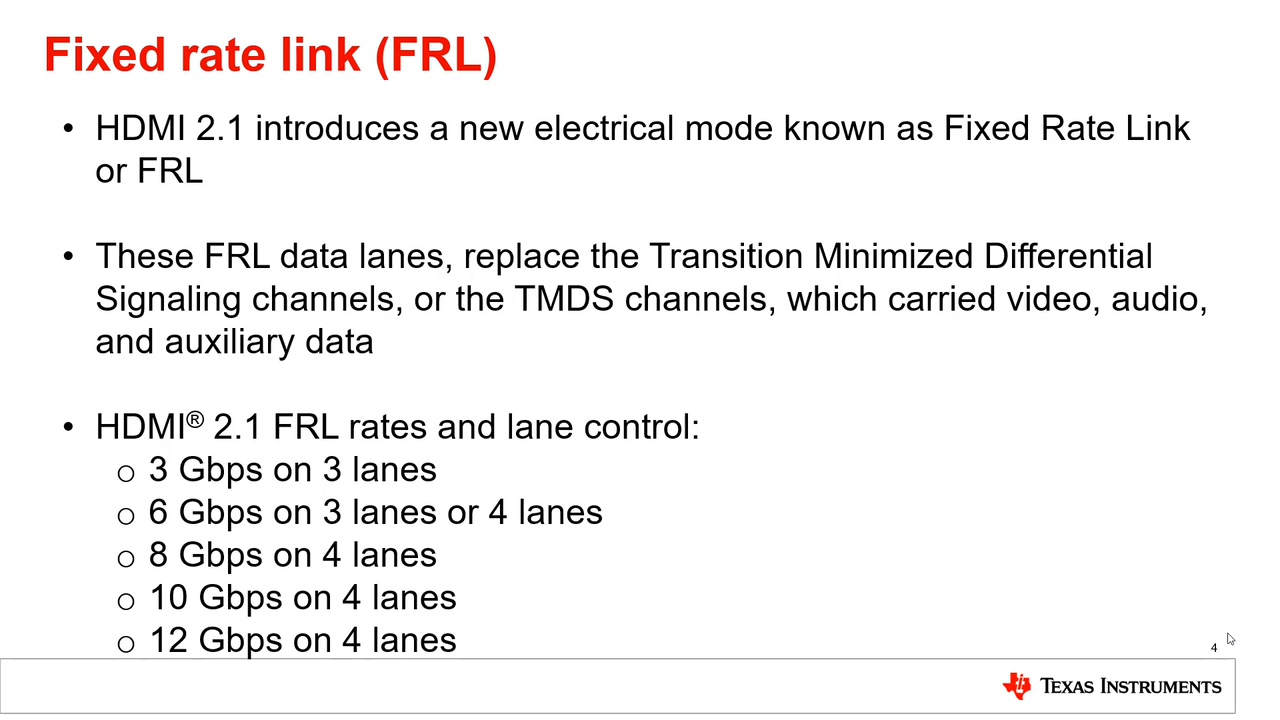 Fixed rate link (FRL)
• HDMI 2.1 introduces a new electrical mode known as Fixed Rate Link
or FRL
• These FRL data lanes, replace the Transition Minimized Differential
Signaling channels, or the TMDS channels, which carried video, audio,
and auxiliary data
• HDMI® 2.1 FRL rates and lane control:
o 3 Gbps on 3 lanes
o 6 Gbps on 3 lanes or 4 lanes
o 8 Gbps on 4 lanes
o 10 Gbps on 4 lanes
o 12 Gbps on 4 lanes
4
TEXAS INSTRUMENTS